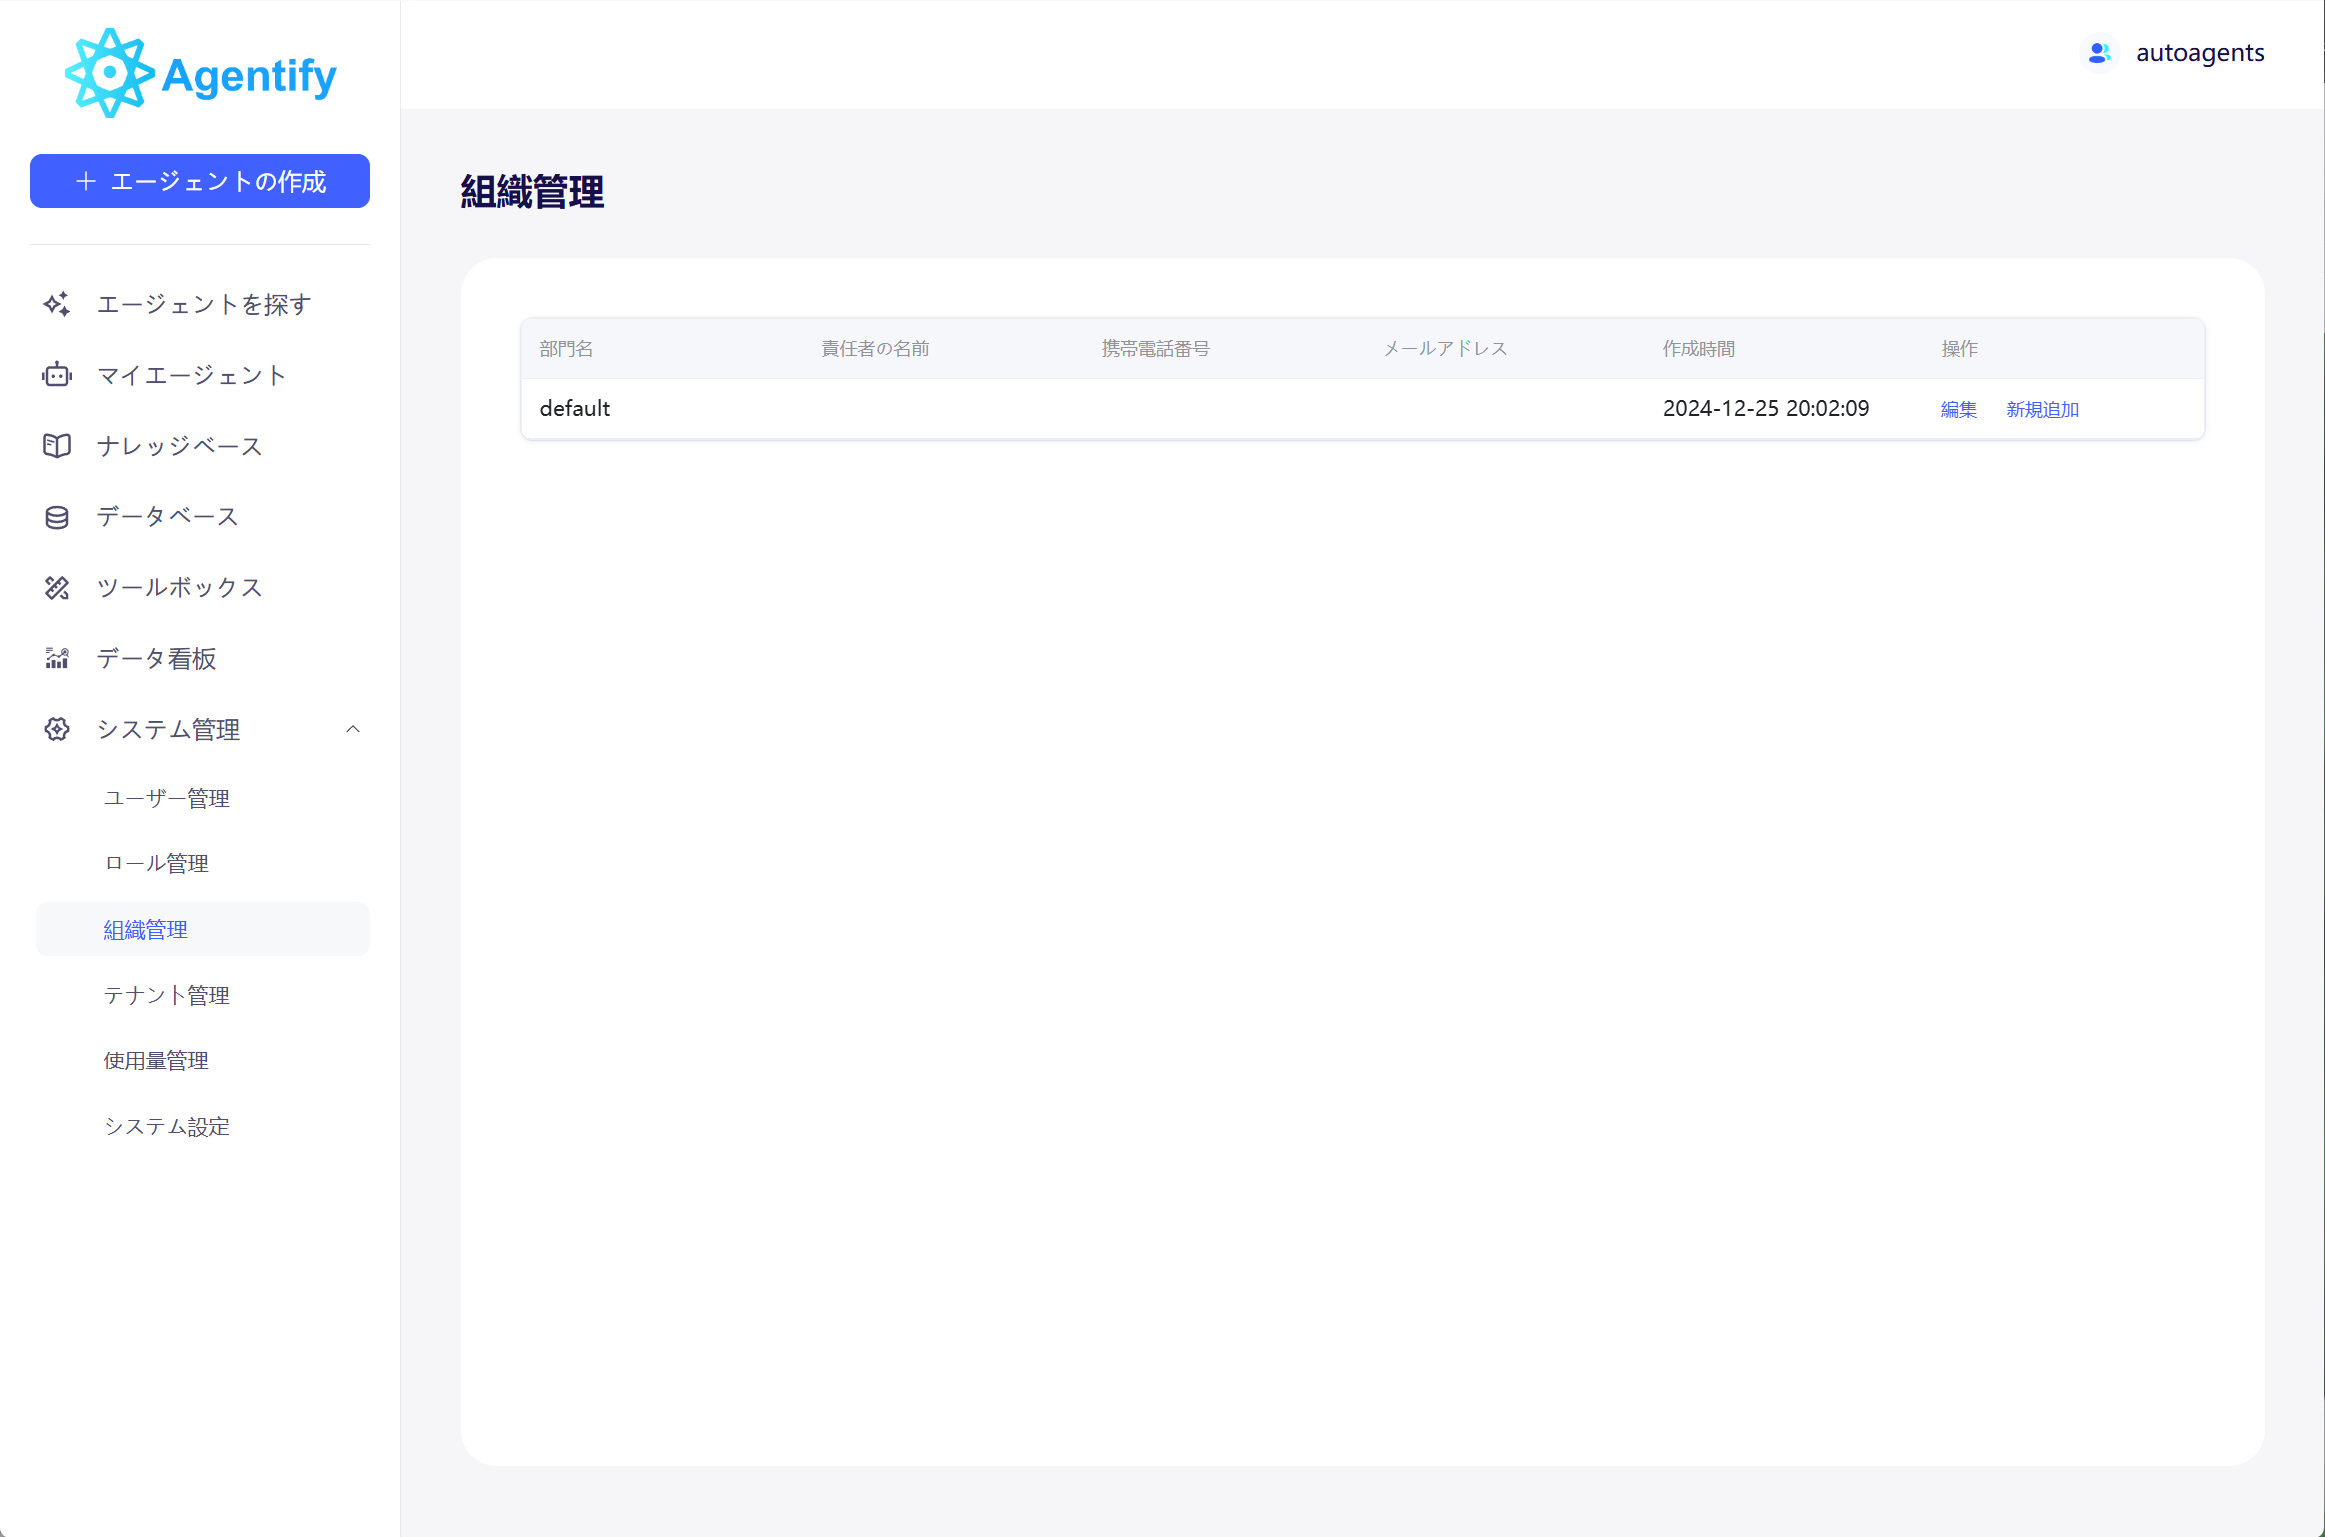 Agentify
エージェントの作成
エージェントを探す
マイエージェント
ナレッジベース
データベース
ツールボックス
データ看板
システム管理
ユーザー管理
ロール管理
組織管理
テナント管理
使用量管理
システム設定
autoagents
組織管理
部門名 責任者の名前 携帯電話番号 メールアドレス 作成時間 操作
default 2024-12-25 20:02:09 編集 新規追加